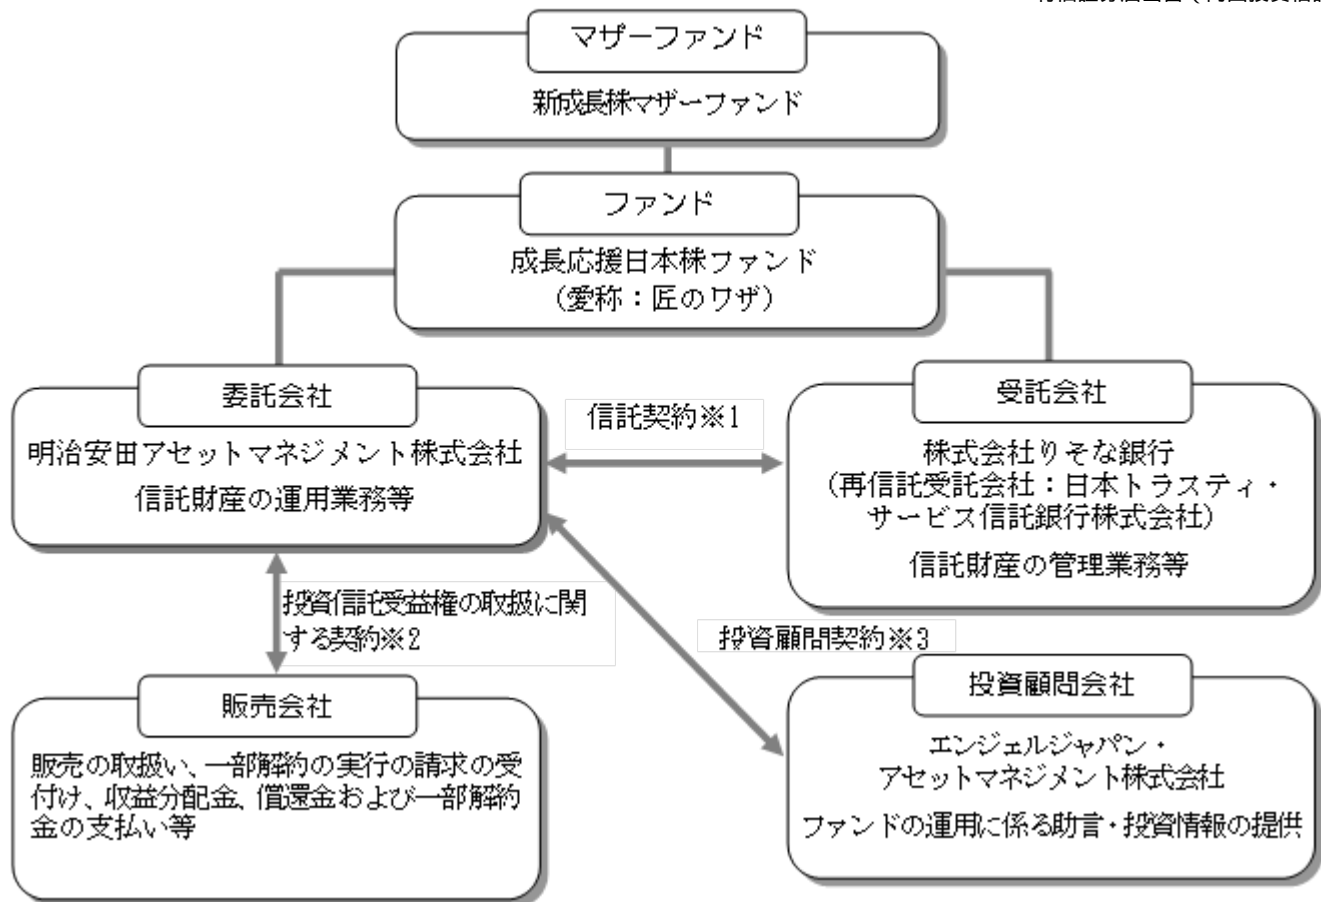 マザーファンド
新成長株マザーファンド
ファンド
成長応援日本株ファンド
（愛称：匠のワザ）
委託会社
明治安田アセットマネジメント株式会社
信託財産の運用業務等
信託契約※1
受託会社
株式会社りそな銀行
（再信託受託会社：日本トラスティ・
サービス信託銀行株式会社）
信託財産の管理業務等
投資信託受益権の取扱に関
する契約※2
投資顧問契約※3
販売会社
販売の取扱い、一部解約の実行の請求の受
付け、収益分配金、償還金および一部解約
金の支払い等
投資顧問会社
エンジェルジャパン・
アセットマネジメント株式会社
ファンドの運用に係る助言・投資情報の提供